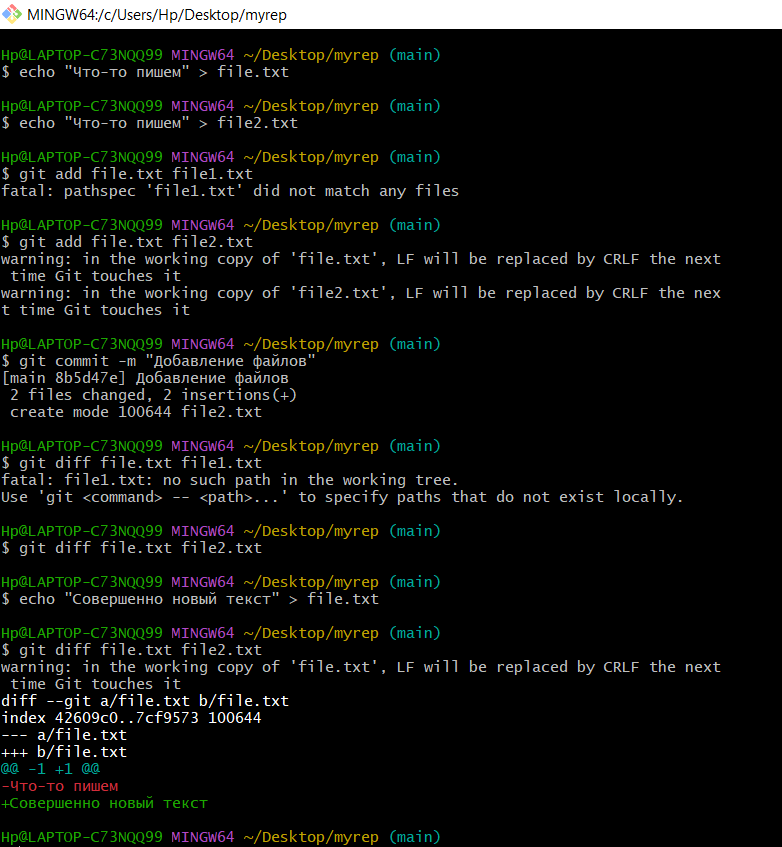 MINGW64:/c/Users/Hp/Desktop/myrep
Hp@LAPTOP-C73NQQ99 MINGW64 ~/Desktop/myrep (main)
$ echo "Что-то пишем" > file.txt
Hp@LAPTOP-C73NQQ99 MINGW64 ~/Desktop/myrep (main)
$ echo "Что-то пишем" > file2.txt
Hp@LAPTOP-C73NQQ99 MINGW64 ~/Desktop/myrep (main)
$ git add file.txt file1.txt
fatal: pathspec 'file1.txt' did not match any files
Hp@LAPTOP-C73NQQ99 MINGW64 ~/Desktop/myrep (main)
$ git add file.txt file2.txt
warning: in the working copy of 'file.txt', LF will be replaced by CRLF the next
 time Git touches it
warning: in the working copy of 'file2.txt', LF will be replaced by CRLF the nex
t time Git touches it
Hp@LAPTOP-C73NQQ99 MINGW64 ~/Desktop/myrep (main)
$ git commit -m "Добавление файлов"
[main 8b5d47e] Добавление файлов
 2 files changed, 2 insertions(+)
 create mode 100644 file2.txt
Hp@LAPTOP-C73NQQ99 MINGW64 ~/Desktop/myrep (main)
$ git diff file.txt file1.txt
fatal: file1.txt: no such path in the working tree.
Use 'git <command> -- <path>...' to specify paths that do not exist locally.
Hp@LAPTOP-C73NQQ99 MINGW64 ~/Desktop/myrep (main)
$ git diff file.txt file2.txt
Hp@LAPTOP-C73NQQ99 MINGW64 ~/Desktop/myrep (main)
$ echo "Совершенно новый текст" > file.txt
Hp@LAPTOP-C73NQQ99 MINGW64 ~/Desktop/myrep (main)
$ git diff file.txt file2.txt
warning: in the working copy of 'file.txt', LF will be replaced by CRLF the next
 time Git touches it
diff --git a/file.txt b/file.txt
index 42609c0..7cf9573 100644
--- a/file.txt
+++ b/file.txt
@@ -1 +1 @@
-Что-то пишем
+Совершенно новый текст
Hp@LAPTOP-C73NQQ99 MINGW64 ~/Desktop/myrep (main)